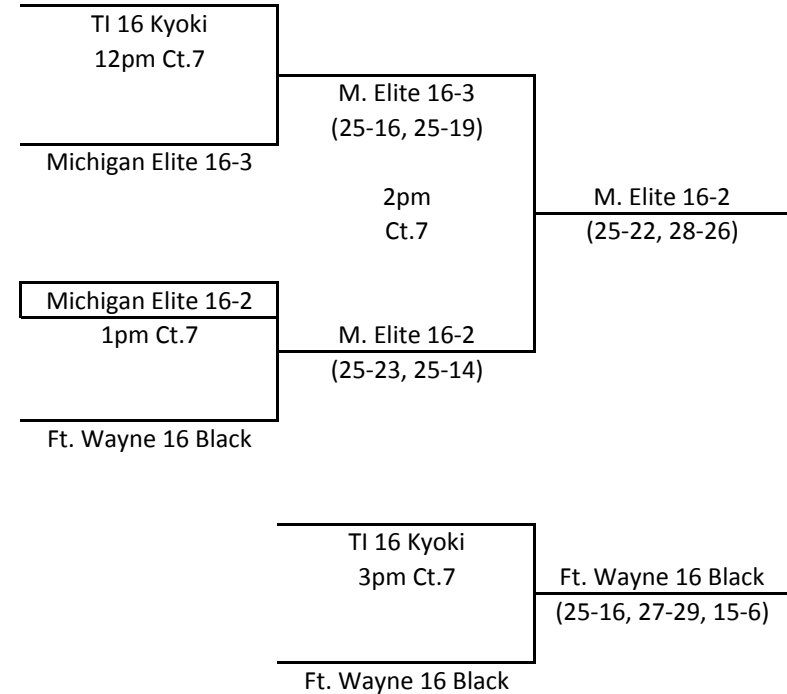 TI 16 Kyoki
12pm Ct.7
M. Elite 16-3
(25-16, 25-19)
Michigan Elite 16-3
2pm
Ct.7
M. Elite 16-2
(25-22, 28-26)
Michigan Elite 16-2
1pm Ct.7
M. Elite 16-2
(25-23, 25-14)
Ft. Wayne 16 Black
TI 16 Kyoki
3pm Ct.7
Ft. Wayne 16 Black
(25-16, 27-29, 15-6)
Ft. Wayne 16 Black